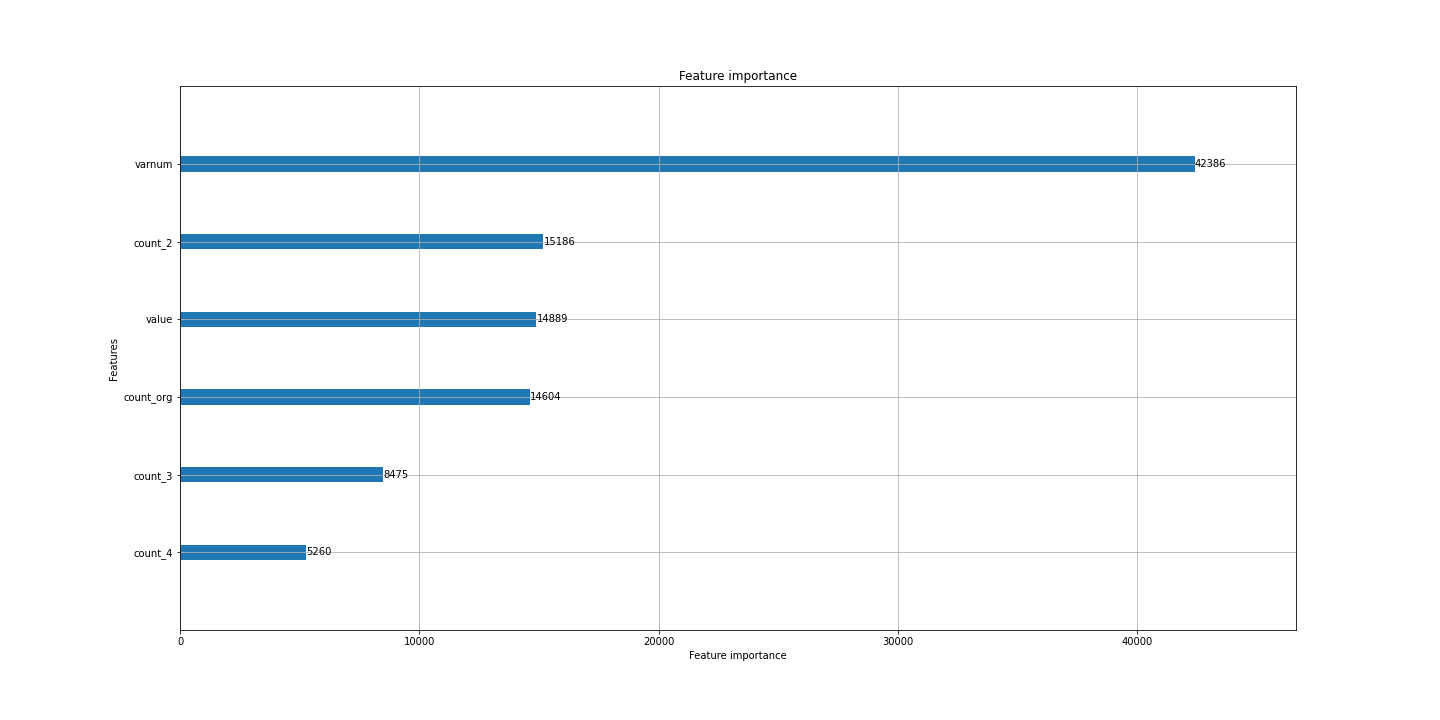 Feature importance
varnum 42386
count_2 15186
value 14889
Features
count_org 14604
count_3 8475
count_4 5260
0 10000 20000 30000 40000
Feature importance